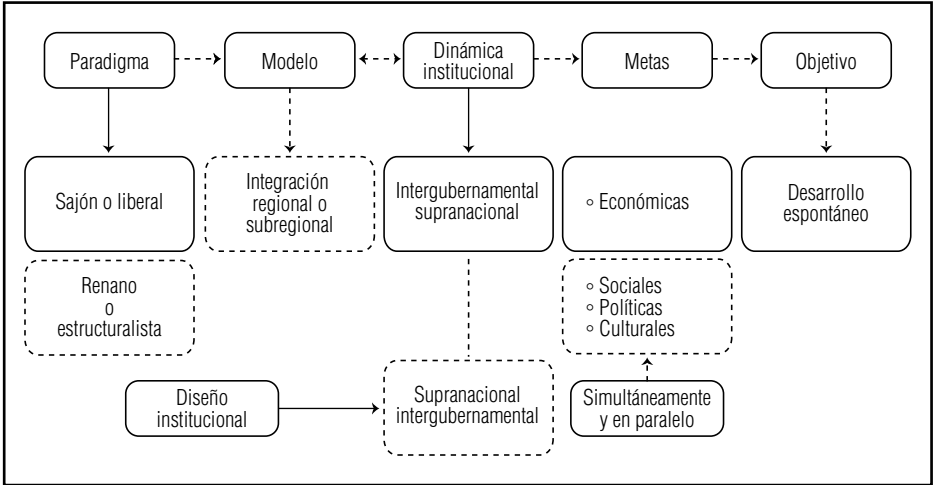 Paradigma
Modelo
Dinámica
institucional
Metas
Objetivo
Sajón o liberal
Integración
regional o
subregional
Intergubernamental
supranacional
Económicas
Desarrollo
espontáneo
Renano
o
estructuralista
Sociales
Políticas
Culturales
Diseño
institucional
Supranacional
intergubernamental
Simultáneamente
y en paralelo